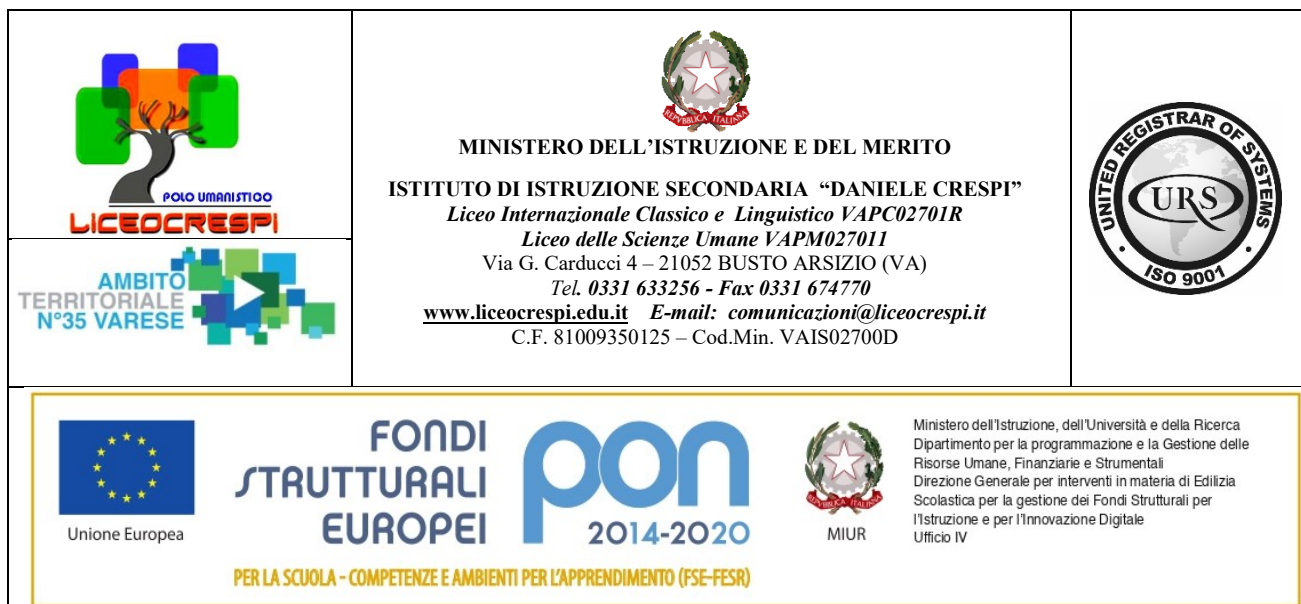 POLO UMANISTICO
LICEOCRESPI
AMBITO
TERRITORIALE
N°35 VARESE
REPVBBLICA ITALIANA
MINISTERO DELL’ISTRUZIONE E DEL MERITO
ISTITUTO DI ISTRUZIONE SECONDARIA “DANIELE CRESPI”
Liceo Internazionale Classico e Linguistico VAPC02701R
Liceo delle Scienze Umane VAPM027011
Via G. Carducci 4 – 21052 BUSTO ARSIZIO (VA)
Tel. 0331 633256 - Fax 0331 674770
www.liceocrespi.edu.it E-mail: comunicazioni@liceocrespi.it
C.F. 81009350125 – Cod.Min. VAIS02700D
UNITED REGISTRAR OF SYSTEMS
URS
ISO 9001
Unione Europea
FONDI
STRUTTURALI
EUROPEI
pon
2014-2020
PER LA SCUOLA - COMPETENZE E AMBIENTI PER L'APPRENDIMENTO (FSE-FESR)
REPVBBLICA ITALIANA
MIUR
Ministero dell'Istruzione, dell'Università e della Ricerca
Dipartimento per la programmazione e la Gestione delle
Risorse Umane, Finanziarie e Strumentali
Direzione Generale per interventi in materia di Edilizia
Scolastica per la gestione dei Fondi Strutturali per
l'Istruzione e per l'Innovazione Digitale
Ufficio IV